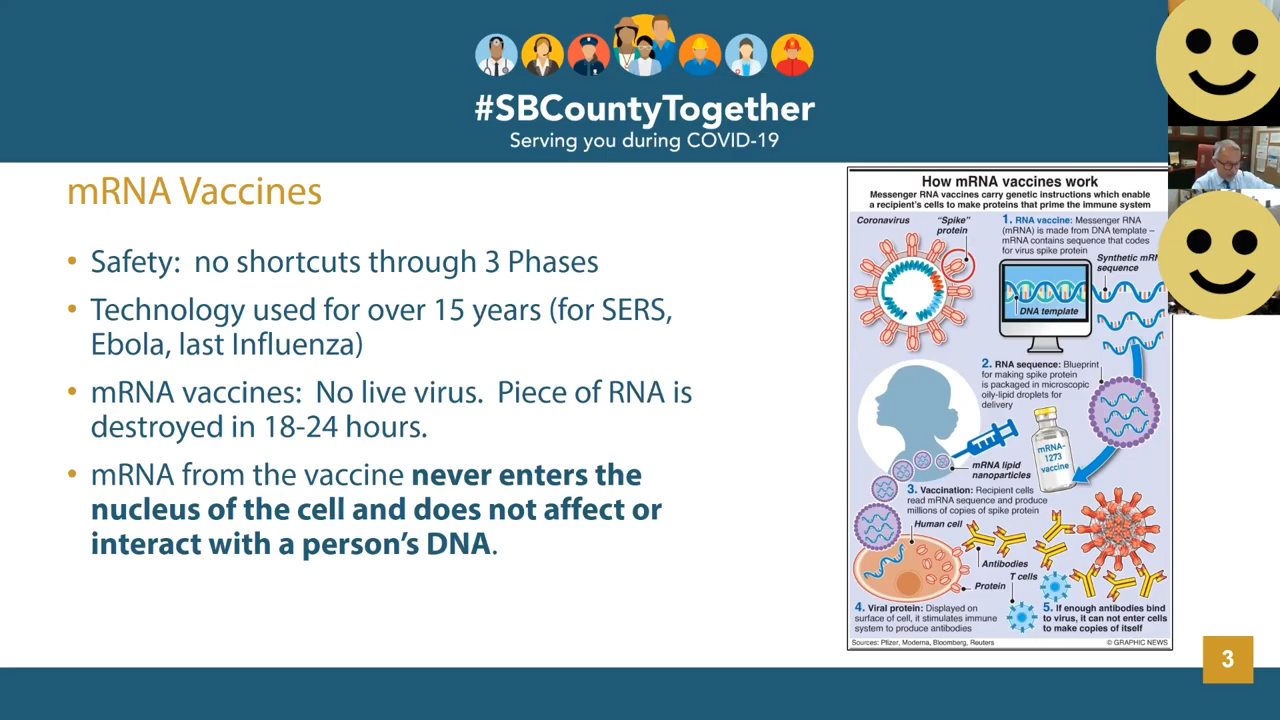 #SBCountyTogether
Serving you during COVID-19
mRNA Vaccines
• Safety: no shortcuts through 3 Phases
• Technology used for over 15 years (for SERS,
Ebola, last Influenza)
• mRNA vaccines: No live virus. Piece of RNA is
destroyed in 18-24 hours.
• mRNA from the vaccine never enters the
nucleus of the cell and does not affect or
interact with a person's DNA.
How mRNA vaccines work
Messenger RNA vaccines carry genetic instructions which enable
a recipient's cells to make proteins that prime the immune system
Coronavirus
"Spike"
protein
1. RNA vaccine: Messenger RNA
(mRNA) is made from DNA template –
mRNA contains sequence that codes
for virus spike protein
Synthetic
sequence
DNA template
2. RNA sequence: Blueprint
for making spike protein
is packaged in microscopic
oily-lipid droplets for
delivery
mRNA-
1273
vaccine
mRNA lipid
nanoparticles
3. Vaccination: Recipient cells
read mRNA sequence and produce
millions of copies of spike protein
Human cell
Antibodies
T cells
Protein
4. Viral protein: Displayed on
surface of cell, it stimulates immune
system to produce antibodies
5. If enough antibodies bind
to virus, it can not enter cells
to make copies of itself
Sources: Pfizer, Moderna, Bloomberg, Reuters
© GRAPHIC NEWS
3